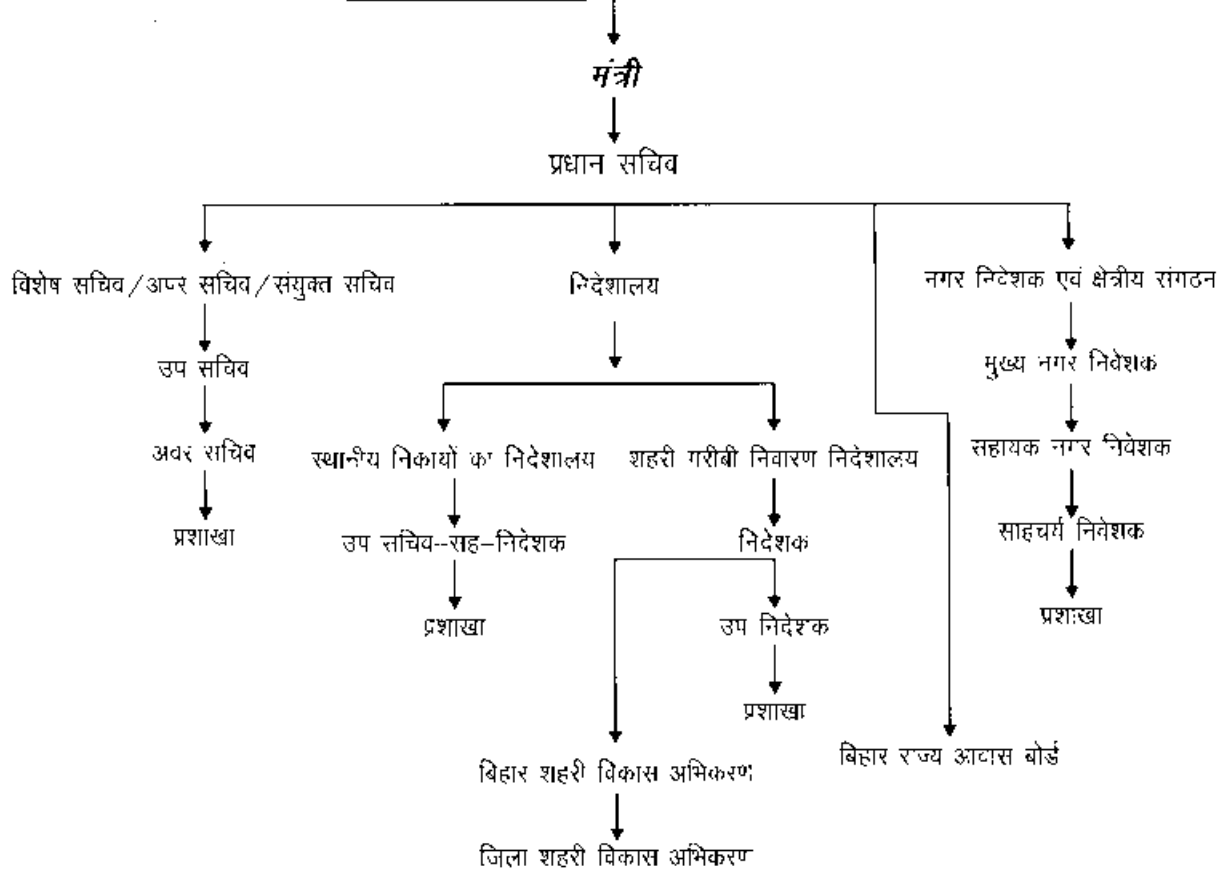 मंत्री
प्रधान सचिव
विशेष सचिव/अपर सचिव/संयुक्त सचिव
निदेशालय
नगर निवेशक एवं क्षेत्रीय संगठन
उप सचिव
मुख्य नगर निवेशक
अवर सचिव
स्थानीय निकायों का निदेशालय
शहरी गरीबी निवारण निदेशालय
सहायक नगर निवेशक
प्रशाखा
उप सचिव-सह-निदेशक
निदेशक
साहचर्य निवेशक
प्रशाखा
उप निदेशक
प्रशाखा
प्रशाखा
बिहार शहरी विकास अभिकरण
बिहार राज्य आवास बोर्ड
जिला शहरी विकास अभिकरण